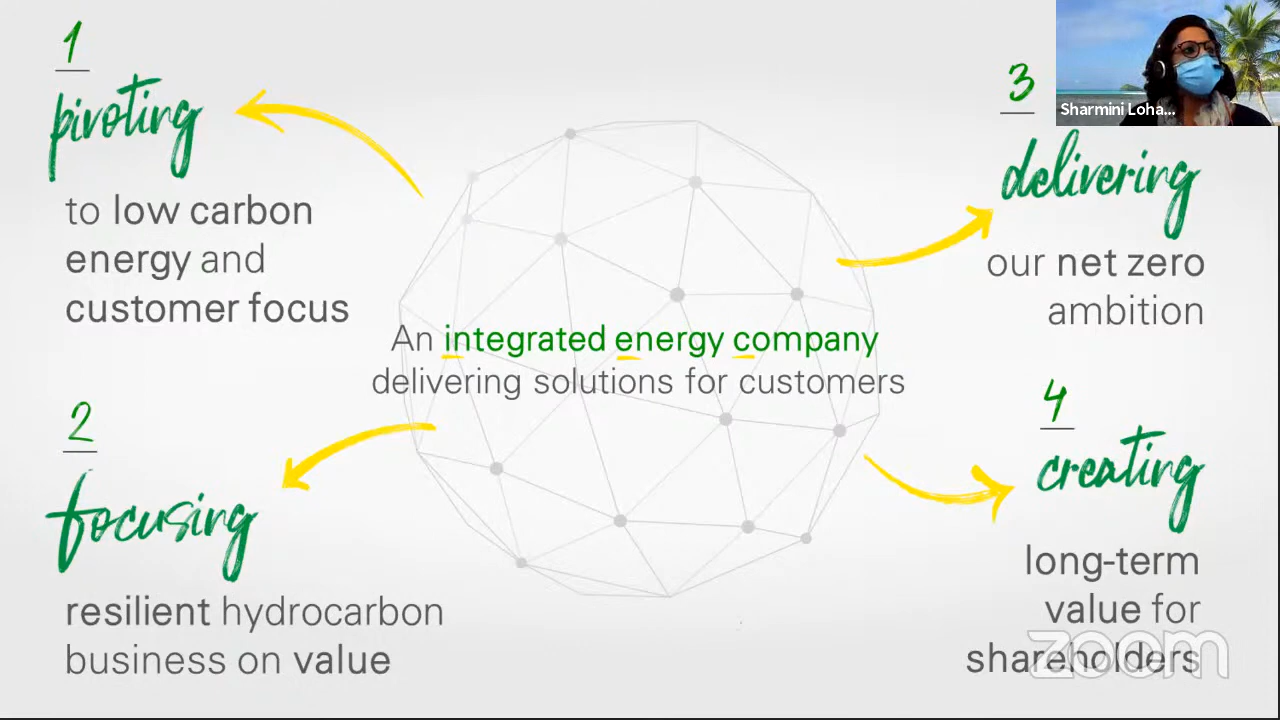 1
pivoting
to low carbon
energy and
customer focus
2
focusing
resilient hydrocarbon
business on value
An integrated energy company
delivering solutions for customers
3
delivering
our net zero
ambition
4
creating
long-term
value for
shareholders
Sharmini Loha...
zoom